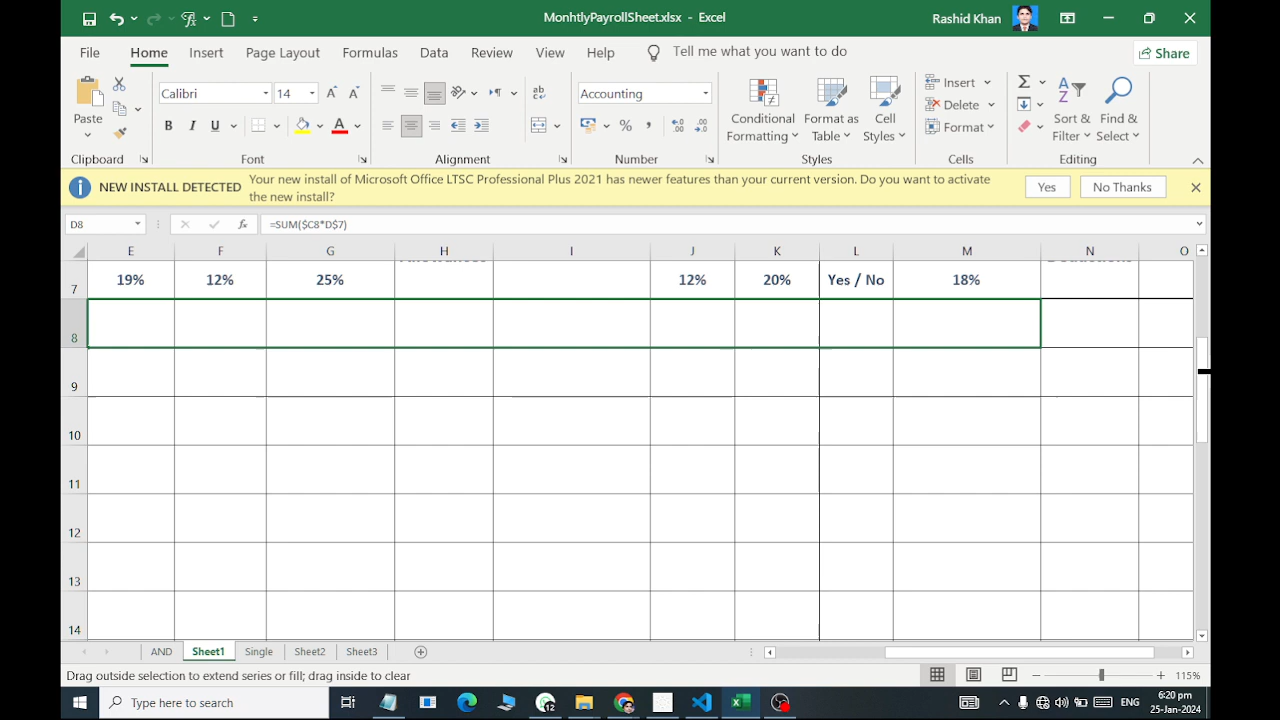 MonhtlyPayrollSheet.xlsx - Excel
Rashid Khan
File Home Insert Page Layout Formulas Data Review View Help Tell me what you want to do Share
Paste
Calibri 14
Accounting
Conditional Formatting
Format as Table
Cell Styles
Insert
Delete
Format
Sort & Filter
Find & Select
Clipboard Font Alignment Number Styles Cells Editing
NEW INSTALL DETECTED Your new install of Microsoft Office LTSC Professional Plus 2021 has newer features than your current version. Do you want to activate
the new install?
Yes No Thanks
D8 fx =SUM($C8*D$7)
E F G H I J K L M N O
7 19% 12% 25% 12% 20% Yes / No 18%
8
9
10
11
12
13
14
AND Sheet1 Single Sheet2 Sheet3
Drag outside selection to extend series or fill; drag inside to clear 115%
Type here to search
ENG
6:20 pm
25-Jan-2024